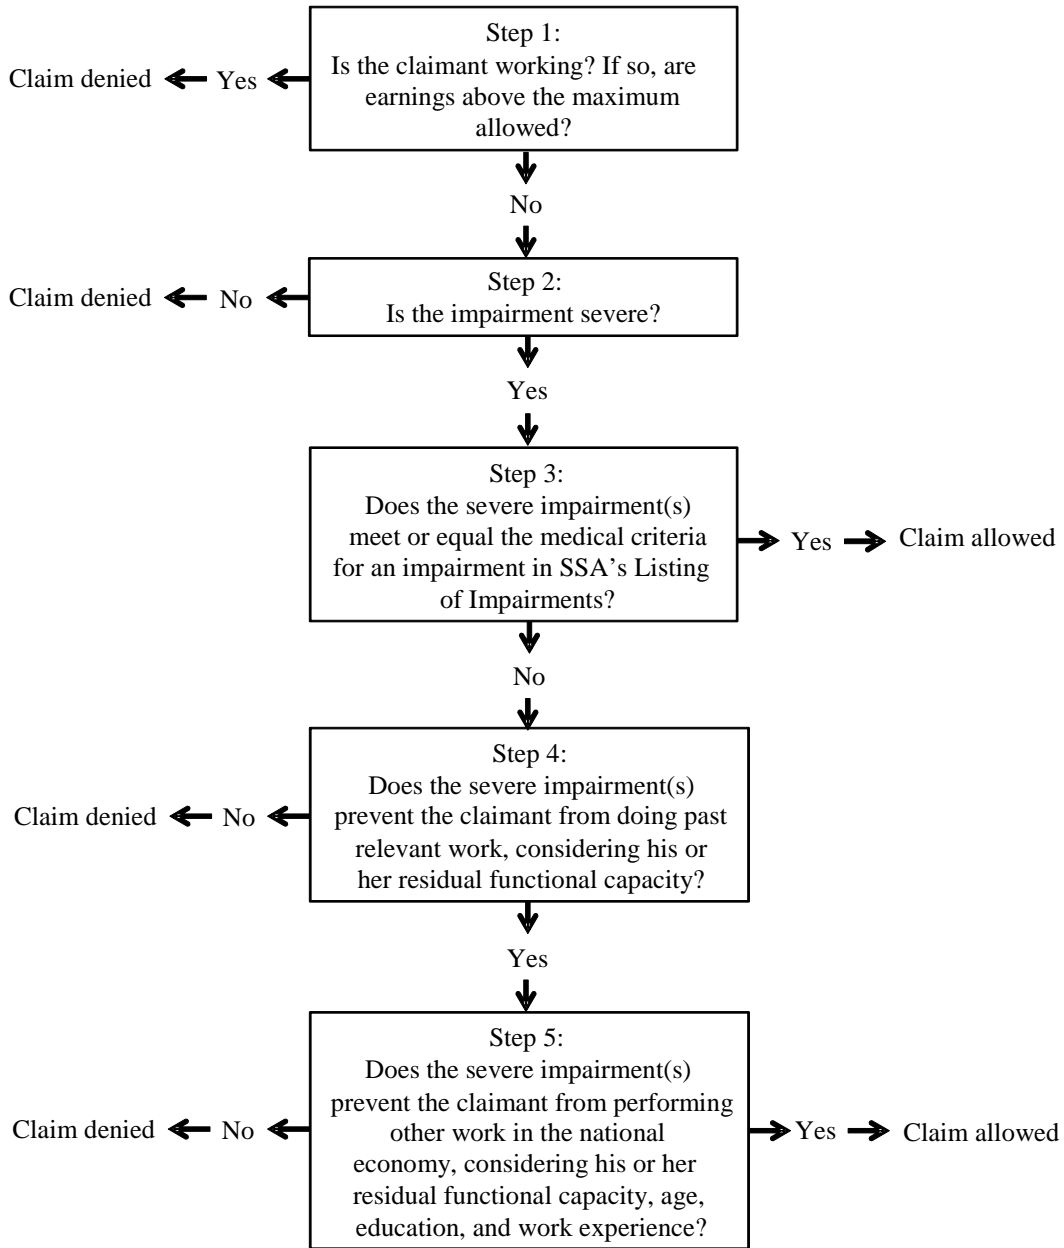 Step 1:
Is the claimant working? If so, are
earnings above the maximum
allowed?
Claim denied
Yes
No
Step 2:
Is the impairment severe?
Claim denied
No
Yes
Step 3:
Does the severe impairment(s)
meet or equal the medical criteria
for an impairment in SSA's Listing
of Impairments?
Yes
Claim allowed
No
Step 4:
Does the severe impairment(s)
prevent the claimant from doing past
relevant work, considering his or
her residual functional capacity?
Claim denied
No
Yes
Step 5:
Does the severe impairment(s)
prevent the claimant from performing
other work in the national
economy, considering his or her
residual functional capacity, age,
education, and work experience?
Claim denied
No
Yes
Claim allowed